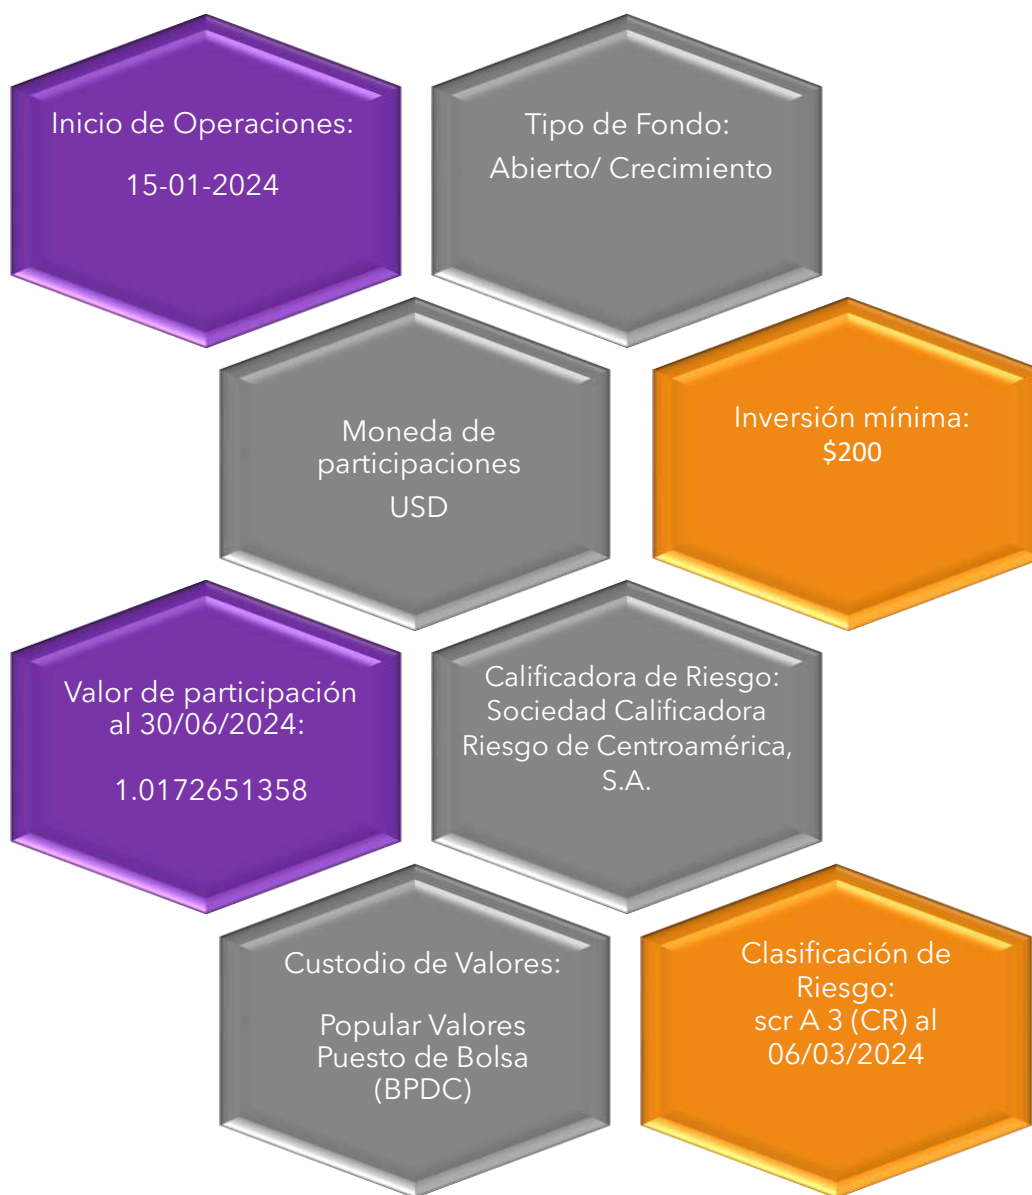 Inicio de Operaciones:
15-01-2024
Tipo de Fondo:
Abierto/ Crecimiento
Moneda de
participaciones
USD
Inversión mínima:
$200
Valor de participación
al 30/06/2024:
1.0172651358
Calificadora de Riesgo:
Sociedad Calificadora
Riesgo de Centroamérica,
S.A.
Custodio de Valores:
Popular Valores
Puesto de Bolsa
(BPDC)
Clasificación de
Riesgo:
scr A 3 (CR) al
06/03/2024